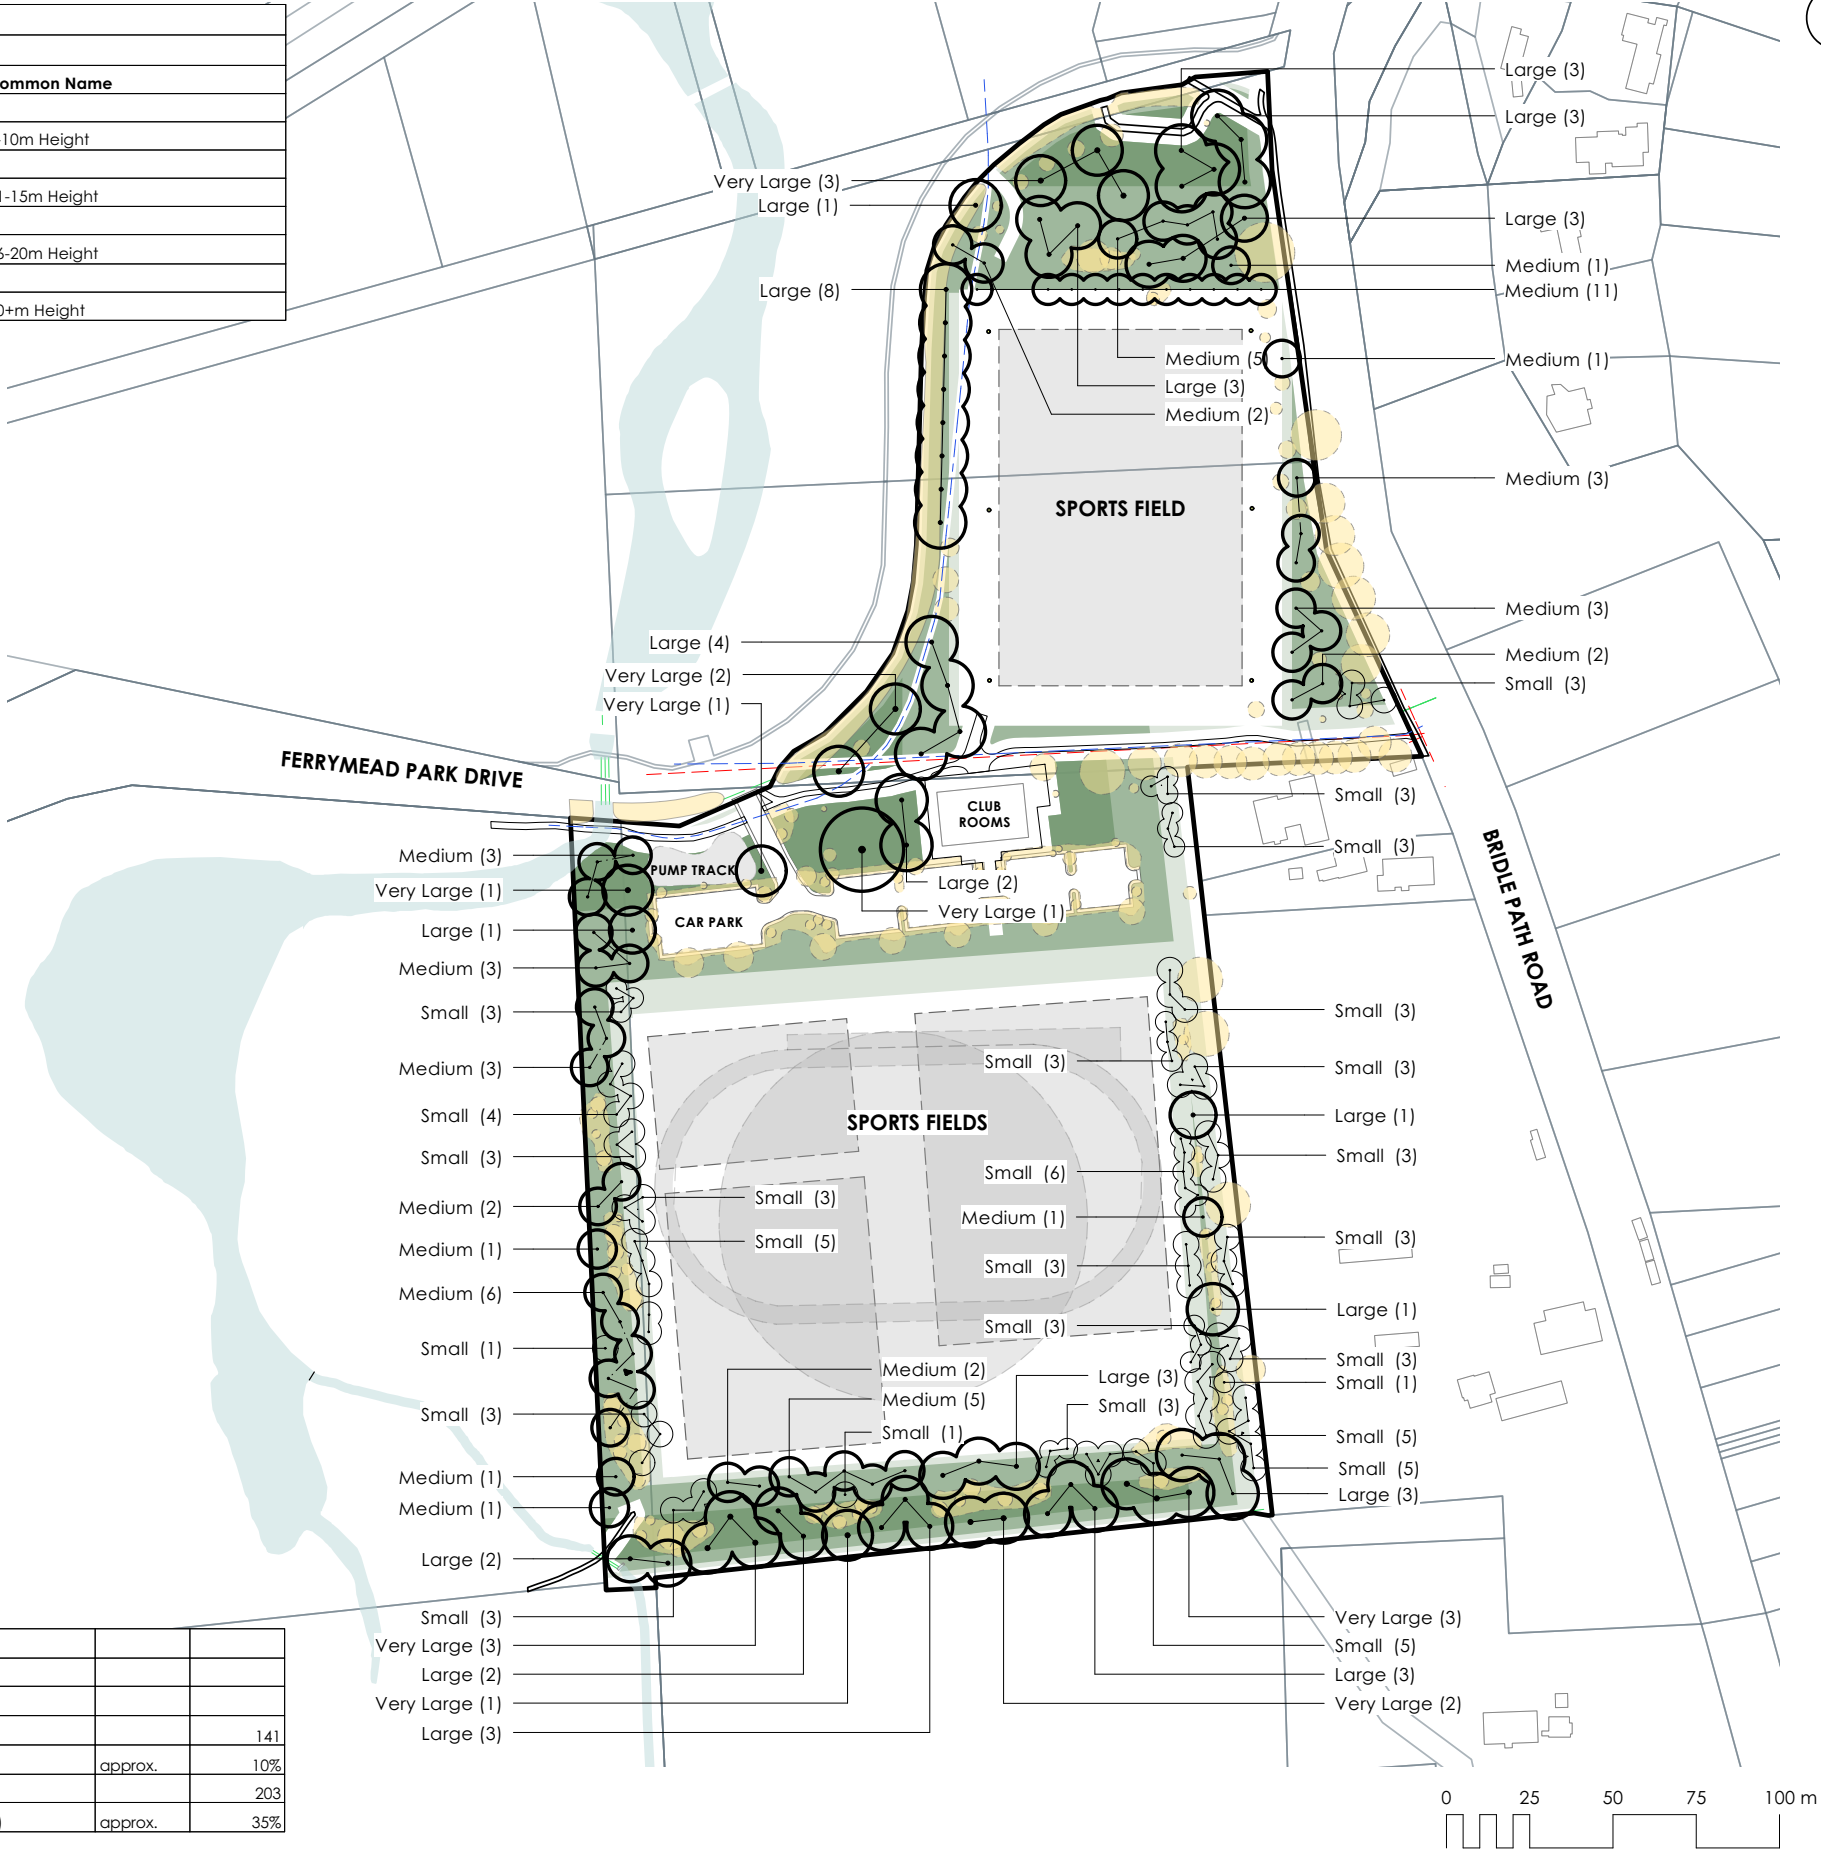 ommon Name
10m Height
-15m Height
-20m Height
+m Height
Large (3)
Large (3)
Very Large (3)
Large (1)
Large (3)
Medium (1)
Large (8)
Medium (11)
Medium (5)
Medium (1)
Large (3)
Medium (2)
Medium (3)
SPORTS FIELD
Medium (3)
Large (4)
Medium (2)
Very Large (2)
Small (3)
Very Large (1)
FERRYMEAD PARK DRIVE
CLUB
ROOMS
Small (3)
Small (3)
BRIDLE PATH ROAD
Medium (3)
PUMP TRACK
Very Large (1)
Large (2)
Very Large (1)
CAR PARK
Large (1)
Medium (3)
Small (3)
Small (3)
Medium (3)
Small (3)
Small (3)
Small (4)
SPORTS FIELDS
Large (1)
Small (3)
Small (6)
Small (3)
Medium (2)
Small (3)
Medium (1)
Medium (1)
Small (5)
Small (3)
Small (3)
Medium (6)
Large (1)
Small (3)
Small (1)
Small (3)
Medium (2)
Large (3)
Small (1)
Medium (5)
Small (3)
Small (3)
Small (1)
Small (5)
Small (5)
Medium (1)
Large (3)
Medium (1)
Large (2)
Small (3)
Very Large (3)
Very Large (3)
Small (5)
Large (2)
Large (3)
Very Large (1)
Very Large (2)
Large (3)
141
approx. 10%
203
) approx. 35%
0 25 50 75 100 m